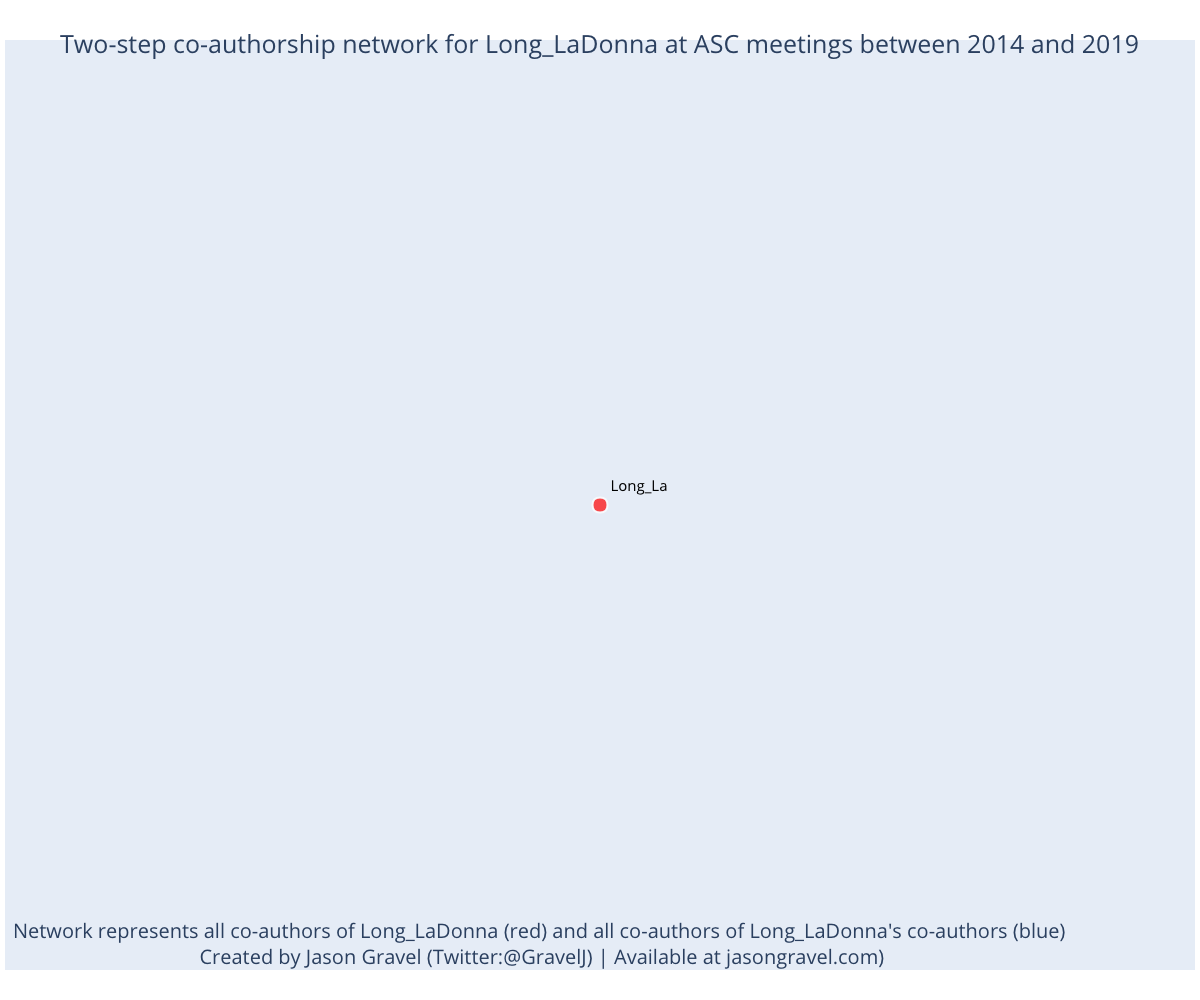 Two-step co-authorship network for Long_LaDonna at ASC meetings between 2014 and 2019
Long_La
Network represents all co-authors of Long_LaDonna (red) and all co-authors of Long_LaDonna's co-authors (blue)
Created by Jason Gravel (Twitter:@GravelJ) | Available at jasongravel.com)